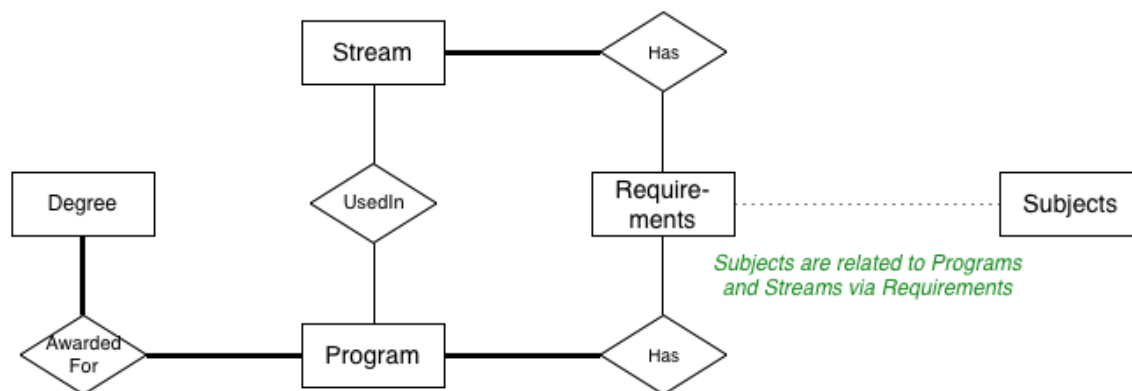 Stream
Has
Degree
UsedIn
Require-
ments
Subjects
Subjects are related to Programs
and Streams via Requirements
Awarded
For
Program
Has